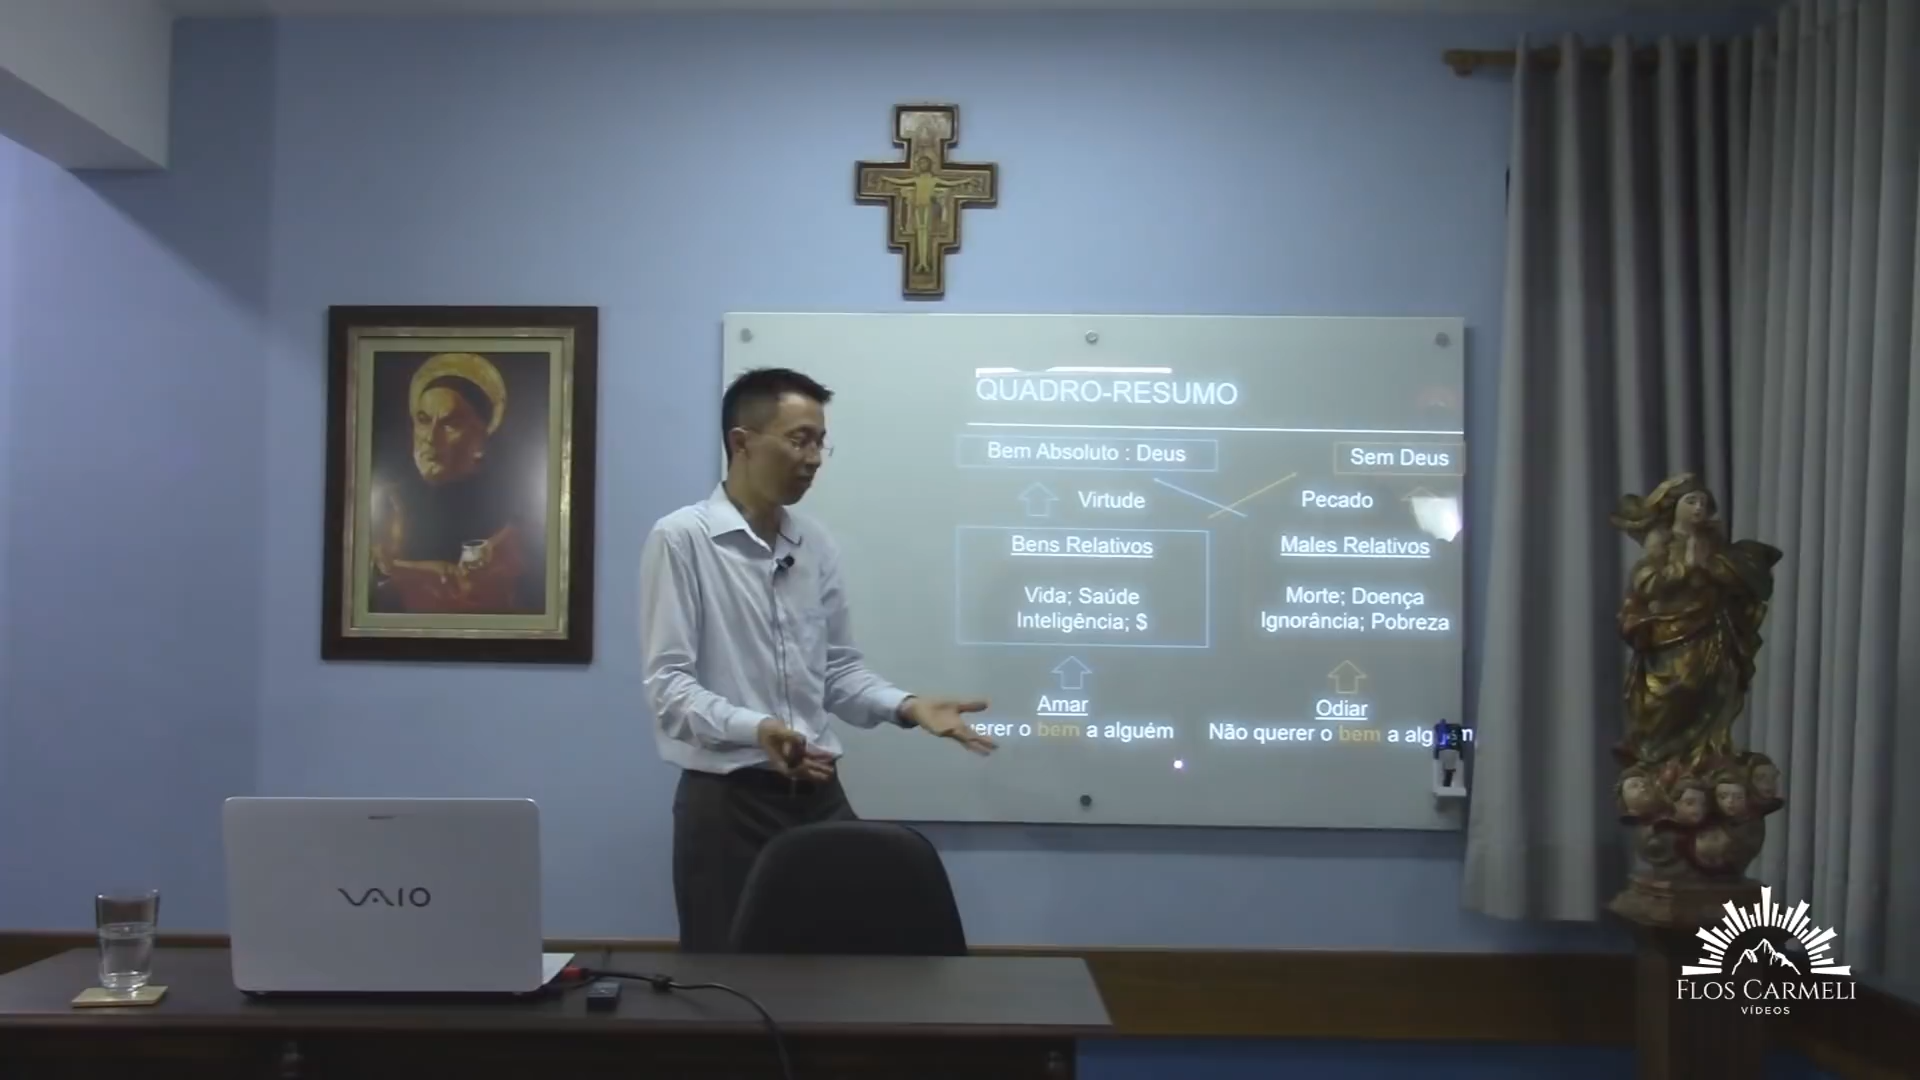 QUADRO-RESUMO
Bem Absoluto : Deus
Sem Deus
Virtude
Pecado
Bens Relativos
Males Relativos
Vida; Saúde
Inteligência; $
Morte; Doença
Ignorância; Pobreza
Amar
o bem a alguém
Odiar
Não querer o bem a
VAIO
FLOS CARMELI
VÍDEOS